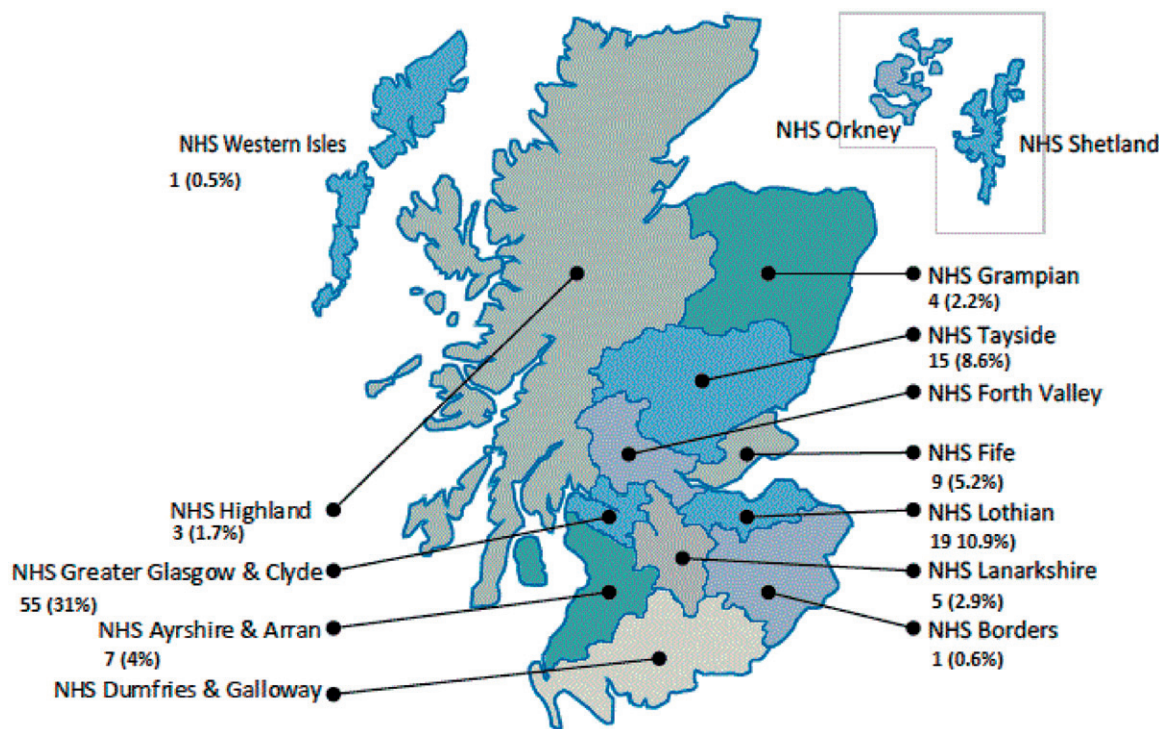 NHS Orkney
NHS Shetland
NHS Western Isles
1 (0.5%)
NHS Grampian
4 (2.2%)
NHS Tayside
15 (8.6%)
NHS Forth Valley
NHS Fife
9 (5.2%)
NHS Highland
3 (1.7%)
NHS Lothian
19 10.9%)
NHS Greater Glasgow & Clyde
55 (31%)
NHS Lanarkshire
5 (2.9%)
NHS Ayrshire & Arran
7 (4%)
NHS Borders
1 (0.6%)
NHS Dumfries & Galloway